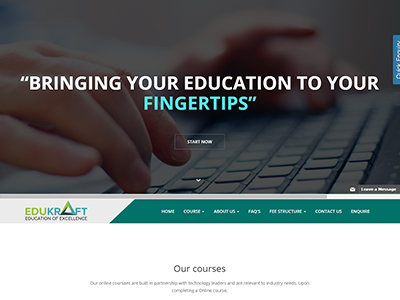 Quick Enquiry
“BRINGING YOUR EDUCATION TO YOUR
FINGERTIPS”
START NOW
Leave a Message
EDUKRAFT
EDUCATION OF EXCELLENCE
HOME COURSE ABOUT US FAQ'S FEE STRUCTURE CONTACT US ENQUIRE
Our courses
Our online courses are built in partnership with technology leaders and are relevant to industry needs. Upon
completing a Online course,